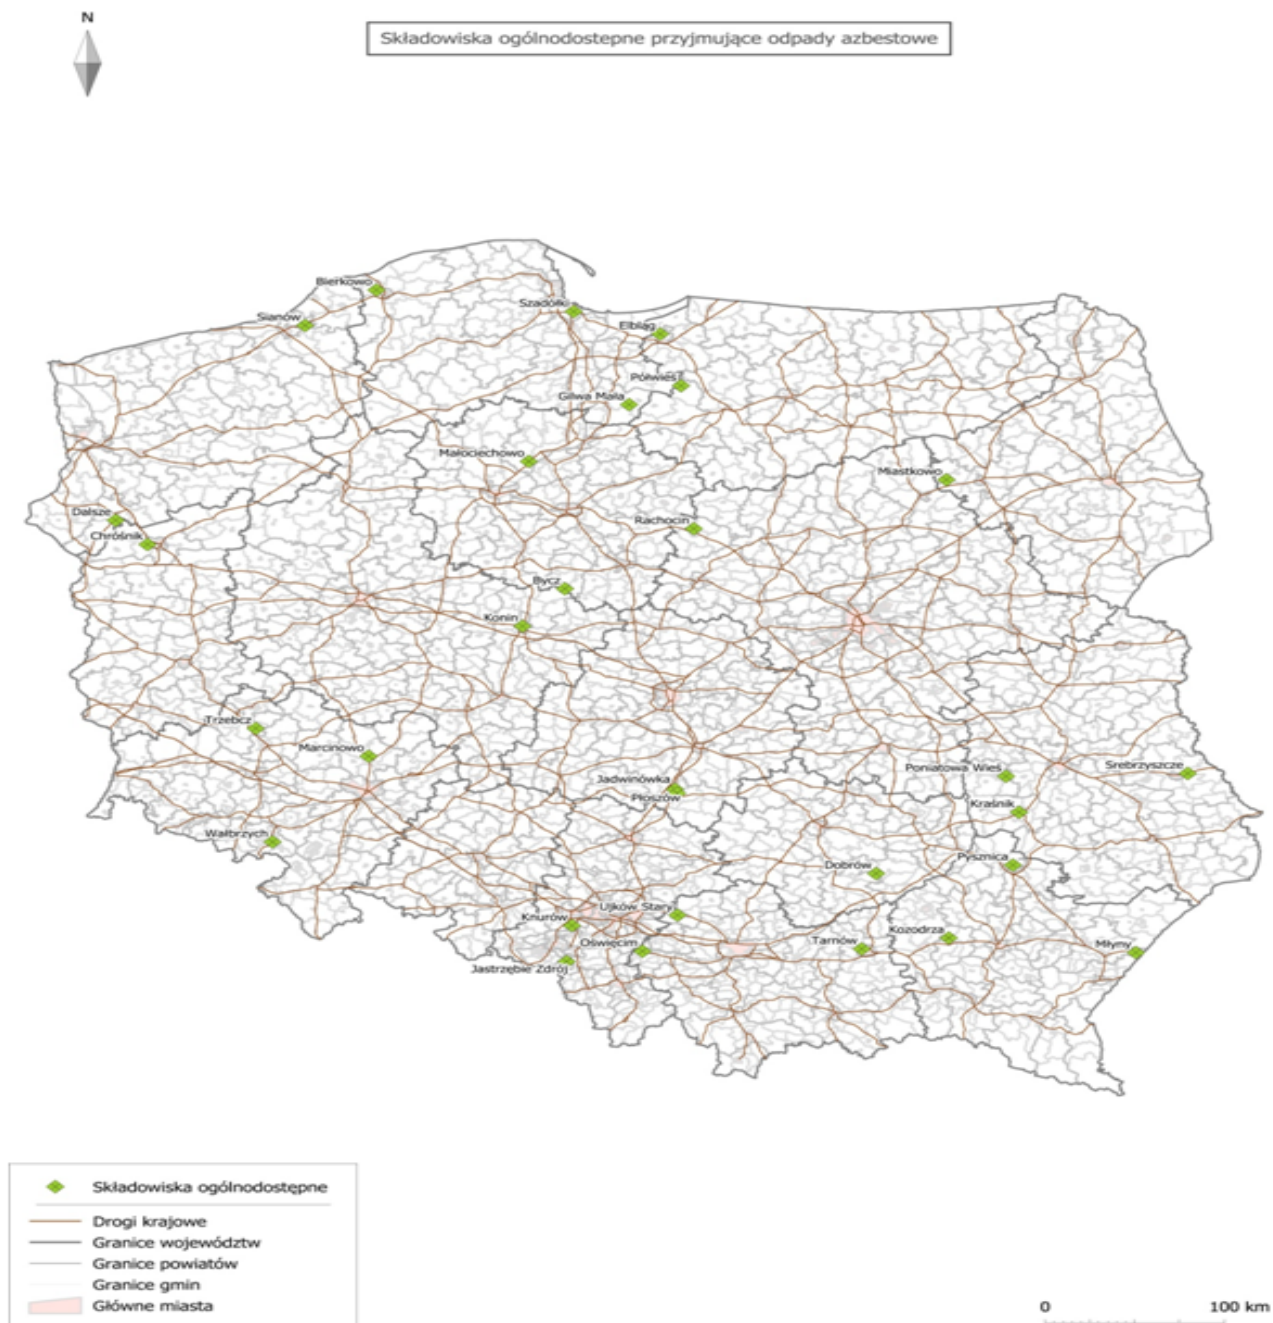 N
Składowiska ogólnodostepne przyjmujące odpady azbestowe
Bierkowo
Szadółki
Sianów
Elbląg
Półwieś
Gilwa Mała
Małociechowo
Miastkowo
Dalsze
Rachocin
Chróśnik
Bycz
Konin
Trzebcz
Marcinowo
Poniatowa Wieś
Srebrzyszcze
Jadwinówka
Płoszów
Kraśnik
Wałbrzych
Pysznica
Dobrów
Ujków Stary
Knurów
Kozodrza
Oświęcim
Tarnów
Młyny
Jastrzębie Zdrój
Składowiska ogólnodostępne
Drogi krajowe
Granice województw
Granice powiatów
Granice gmin
Główne miasta
0 100 km